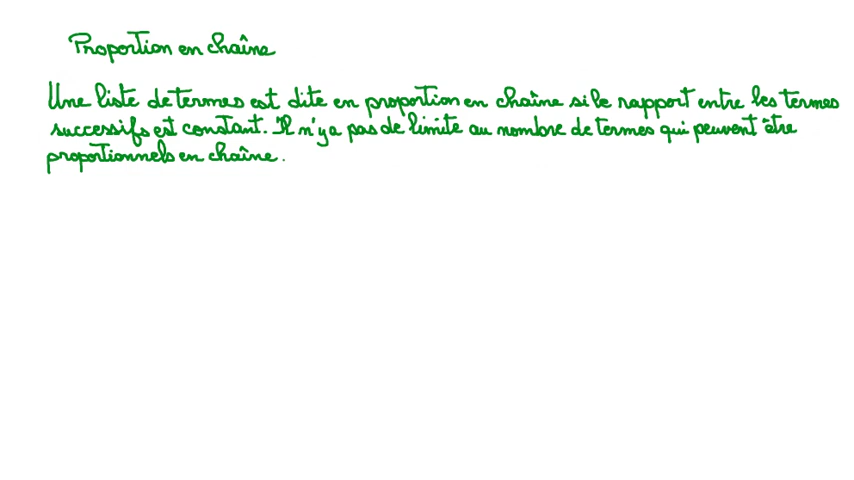 Proportion en chaîne
Une liste de termes est dite en proportion en chaîne si le rapport entre les termes
successifs est constant. Il n'y a pas de limite au nombre de termes qui peuvent être
proportionnels en chaîne.